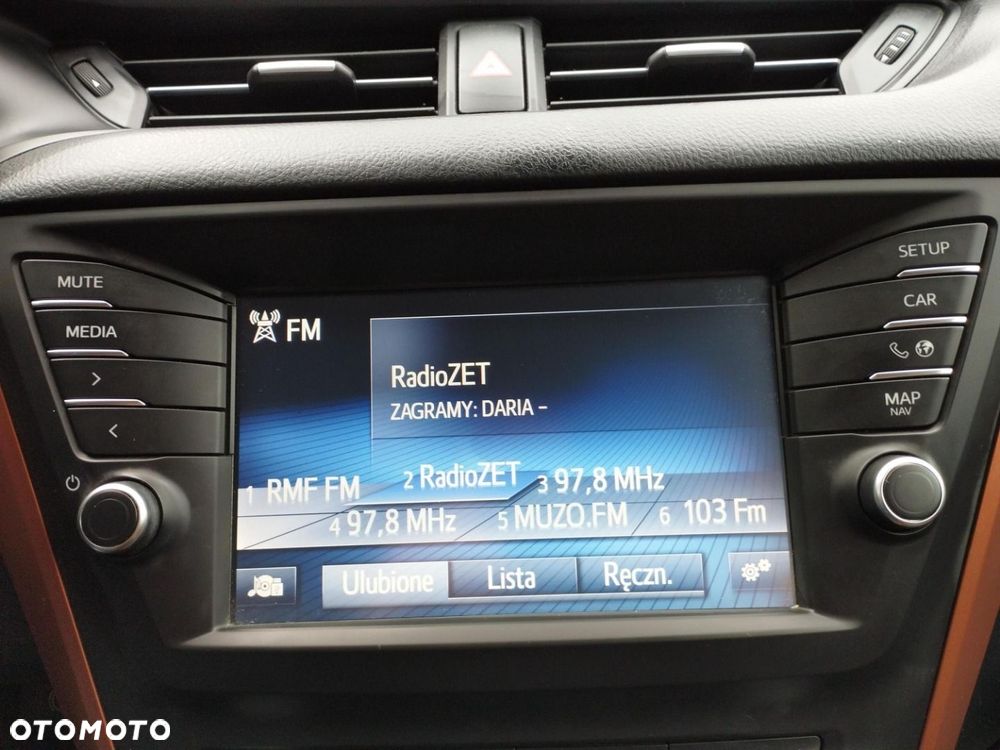 MUTE
MEDIA
SETUP
CAR
MAP
NAV
FM
RadioZET
ZAGRAMY: DARIA -
1 RMF FM
2 RadioZET
3 97,8 MHz
4 97,8 MHz
5 MUZO.FM
6 103 Fm
Ulubione
Lista
Ręczn.
OTOMOTO